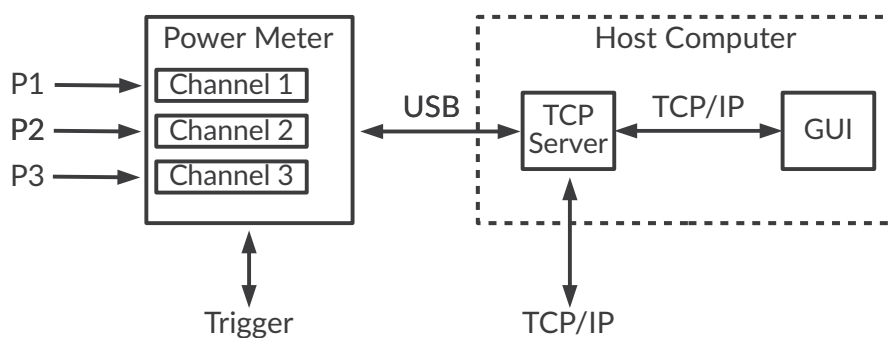 Power Meter
Host Computer
P1
Channel 1
P2
Channel 2
P3
Channel 3
USB
TCP
Server
TCP/IP
GUI
Trigger
TCP/IP